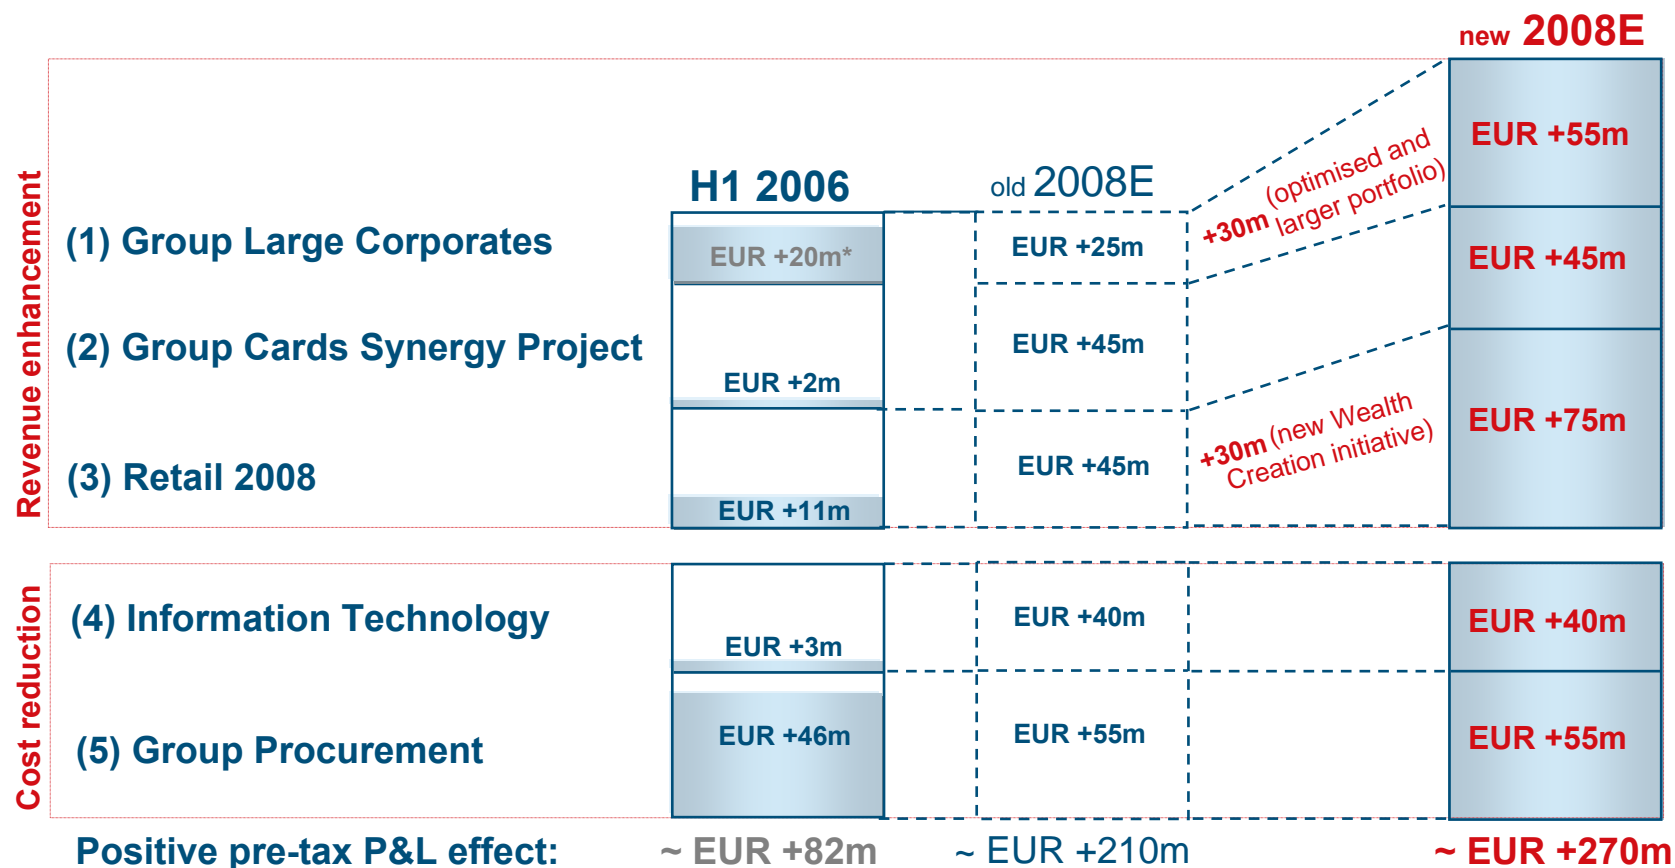 new 2008E
H1 2006
old 2008E
Revenue enhancement
(1) Group Large Corporates
EUR +20m*
EUR +25m
+30m (optimised and
larger portfolio)
EUR +55m
(2) Group Cards Synergy Project
EUR +2m
EUR +45m
EUR +45m
(3) Retail 2008
EUR +11m
EUR +45m
+30m (new Wealth
Creation initiative)
EUR +75m
Cost reduction
(4) Information Technology
EUR +3m
EUR +40m
EUR +40m
(5) Group Procurement
EUR +46m
EUR +55m
EUR +55m
Positive pre-tax P&L effect:
~ EUR +82m
~ EUR +210m
~ EUR +270m